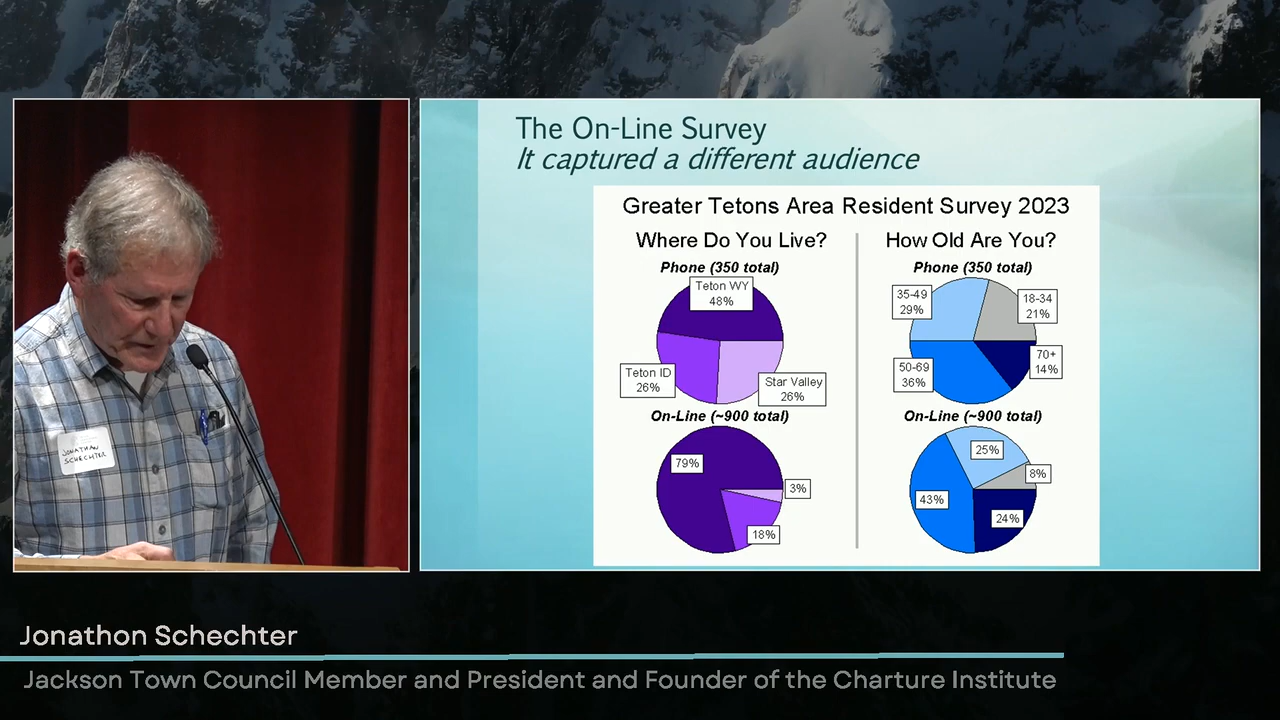 The On-Line Survey
It captured a different audience
Greater Tetons Area Resident Survey 2023
Where Do You Live?
Phone (350 total)
Teton WY
48%
Teton ID
26%
Star Valley
26%
On-Line (~900 total)
79%
3%
18%
How Old Are You?
Phone (350 total)
35-49
29%
18-34
21%
50-69
36%
70+
14%
On-Line (~900 total)
25%
8%
43%
24%
JONATHAN
SCHECHTER
Jonathon Schechter
Jackson Town Council Member and President and Founder of the Charture Institute